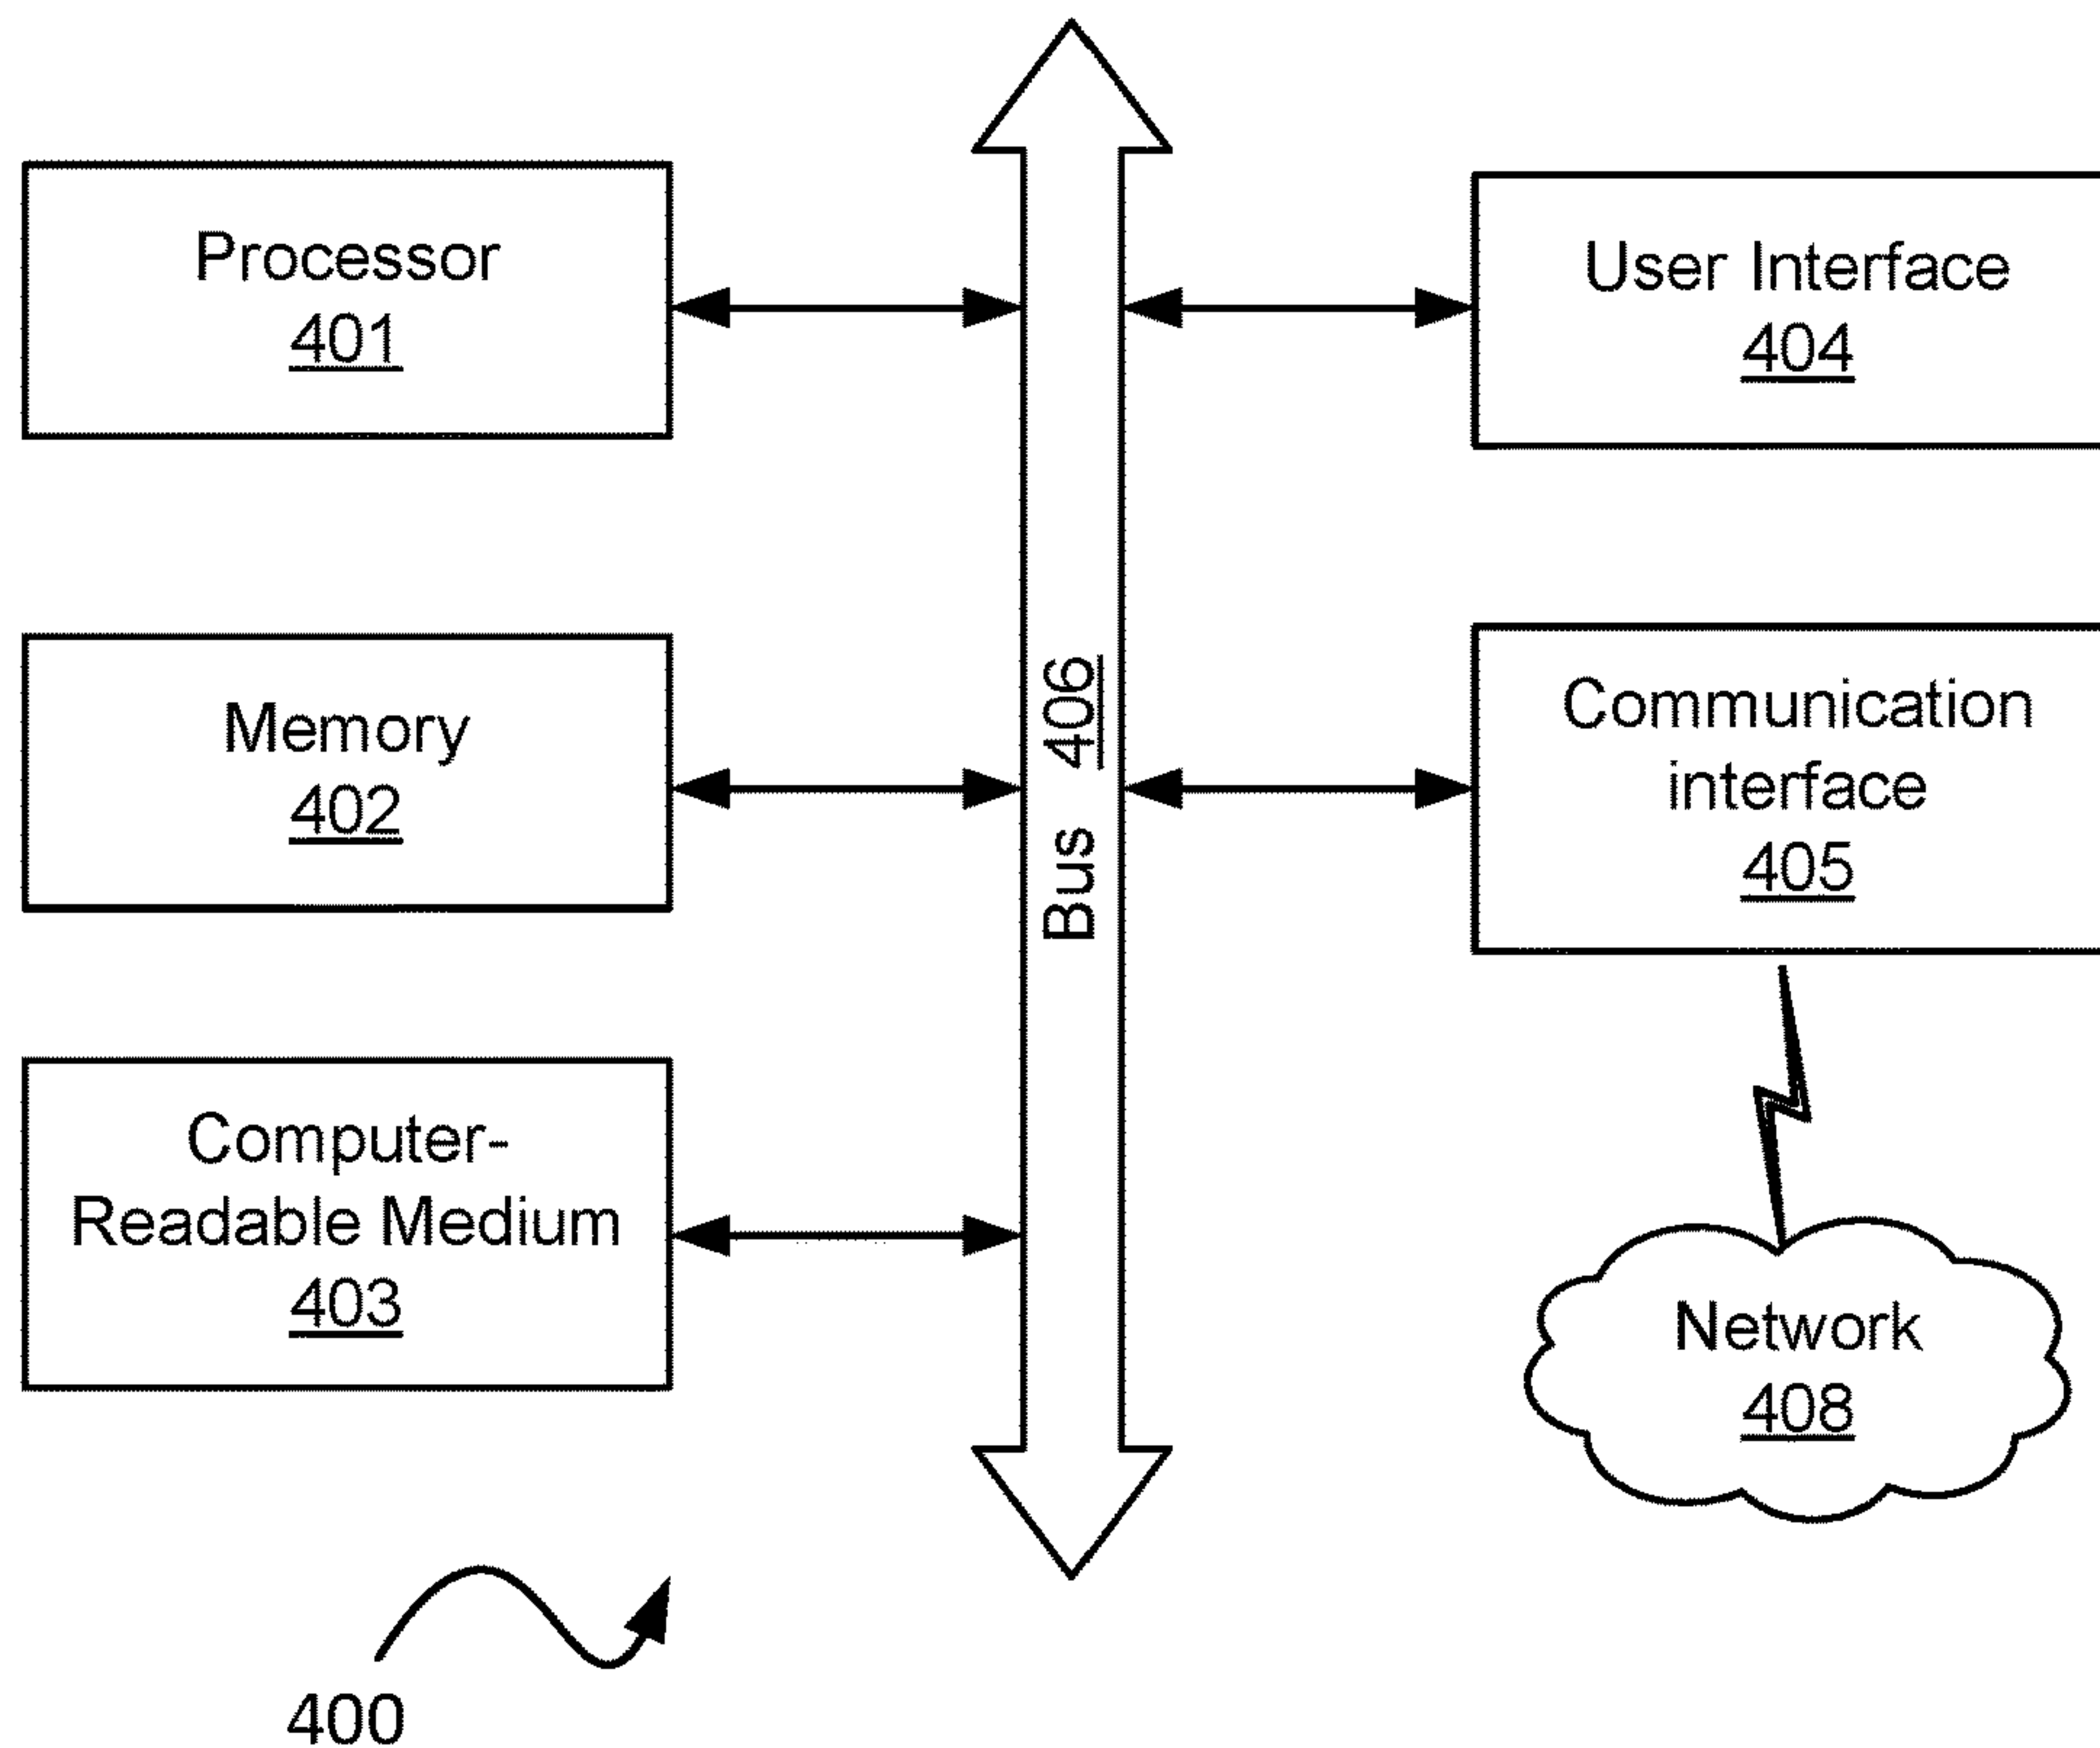 Processor
401
Memory
402
Computer-
Readable Medium
403
Bus 406
User Interface
404
Communication
interface
405
Network
408
400